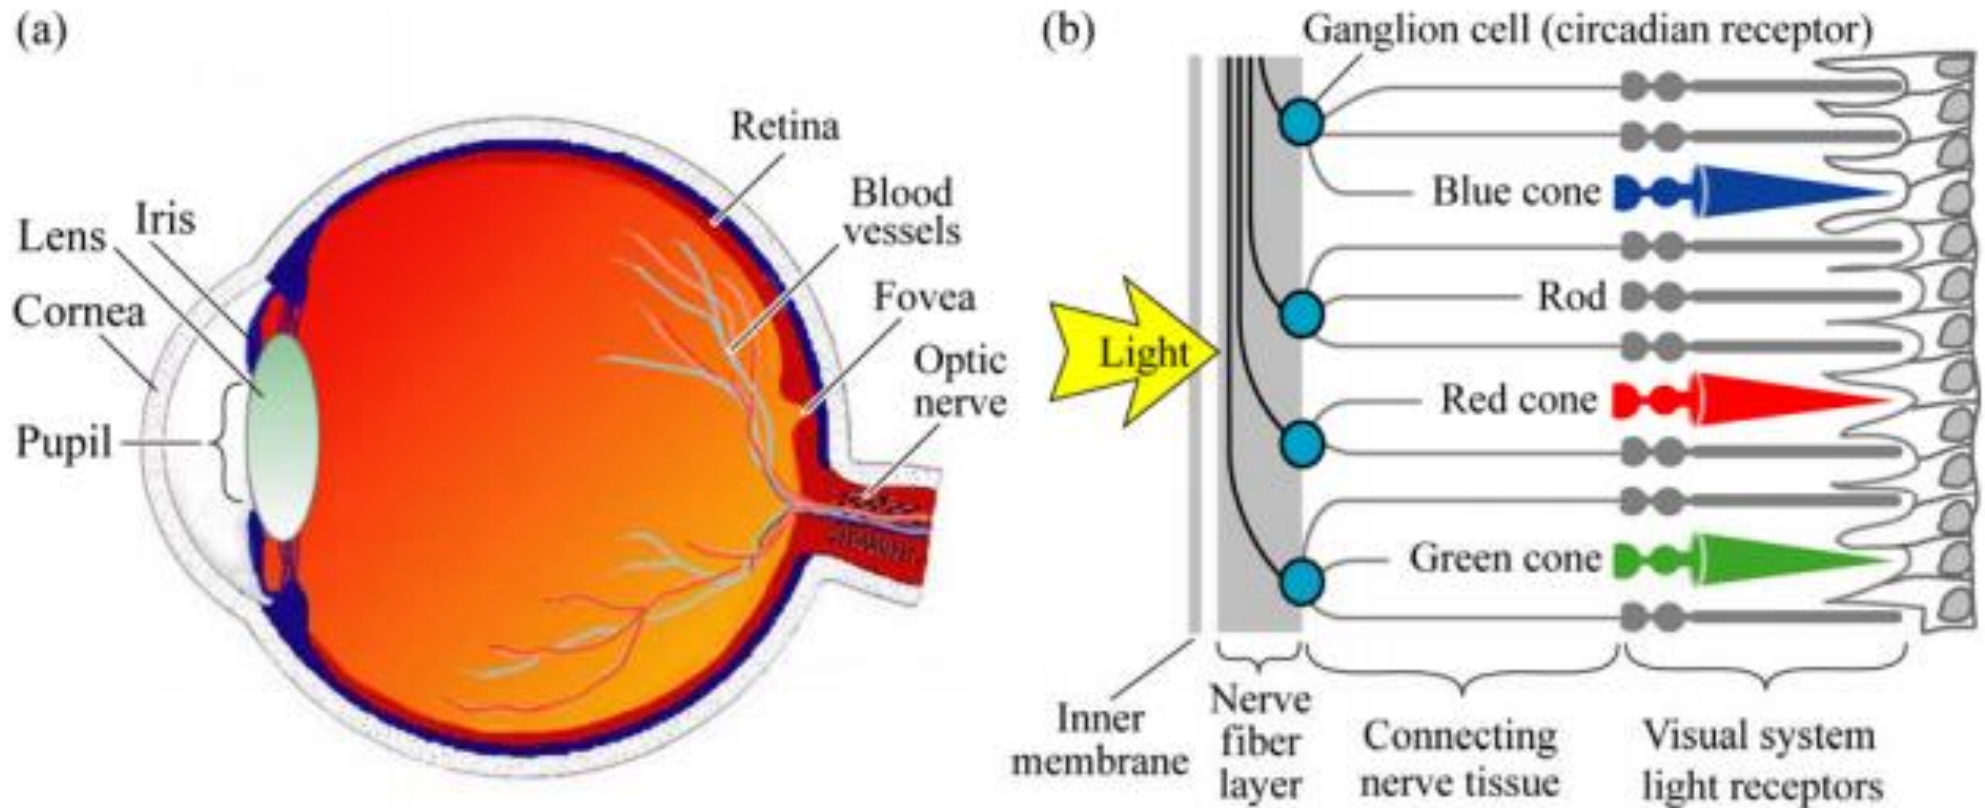 (a)
Retina
Blood
vessels
Iris
Lens
Fovea
Cornea
Optic
nerve
Pupil
(b)
Ganglion cell (circadian receptor)
Blue cone
Rod
Light
Red cone
Green cone
Inner
membrane
Nerve
fiber
layer
Connecting
nerve tissue
Visual system
light receptors